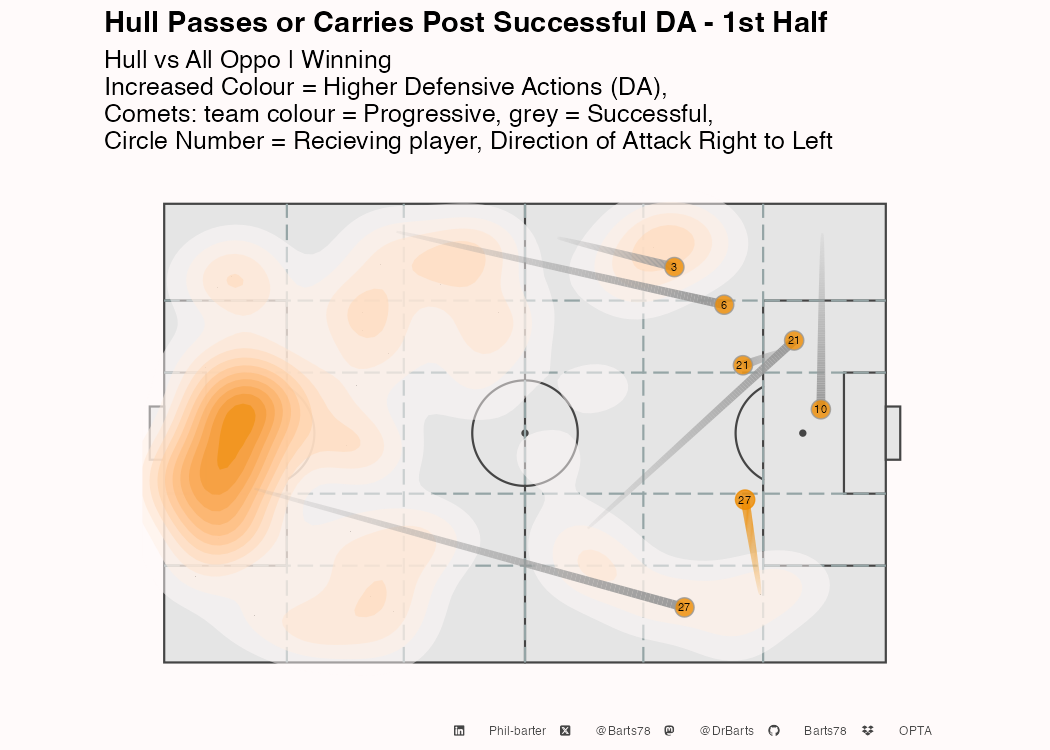 Hull Passes or Carries Post Successful DA - 1st Half
Hull vs All Oppo | Winning
Increased Colour = Higher Defensive Actions (DA),
Comets: team colour = Progressive, grey = Successful,
Circle Number = Recieving player, Direction of Attack Right to Left
3
6
21
21
10
27
27
Phil-barter @Barts78 @DrBarts Barts78 OPTA